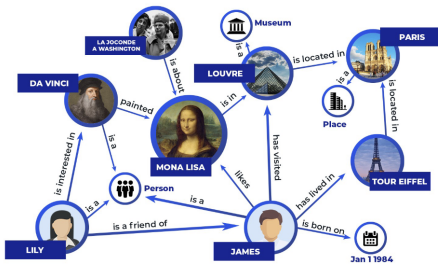 LA JOCONDE
A WASHINGTON
Museum
is a
PARIS
DA VINCI
LOUVRE
is located in
is about
painted
is in
is a
is located in
Place
is interested in
is a
MONA LISA
has visited
TOUR EIFFEL
Person
is a
likes
has lived in
is a
is a friend of
is born on
LILY
JAMES
Jan 1 1984